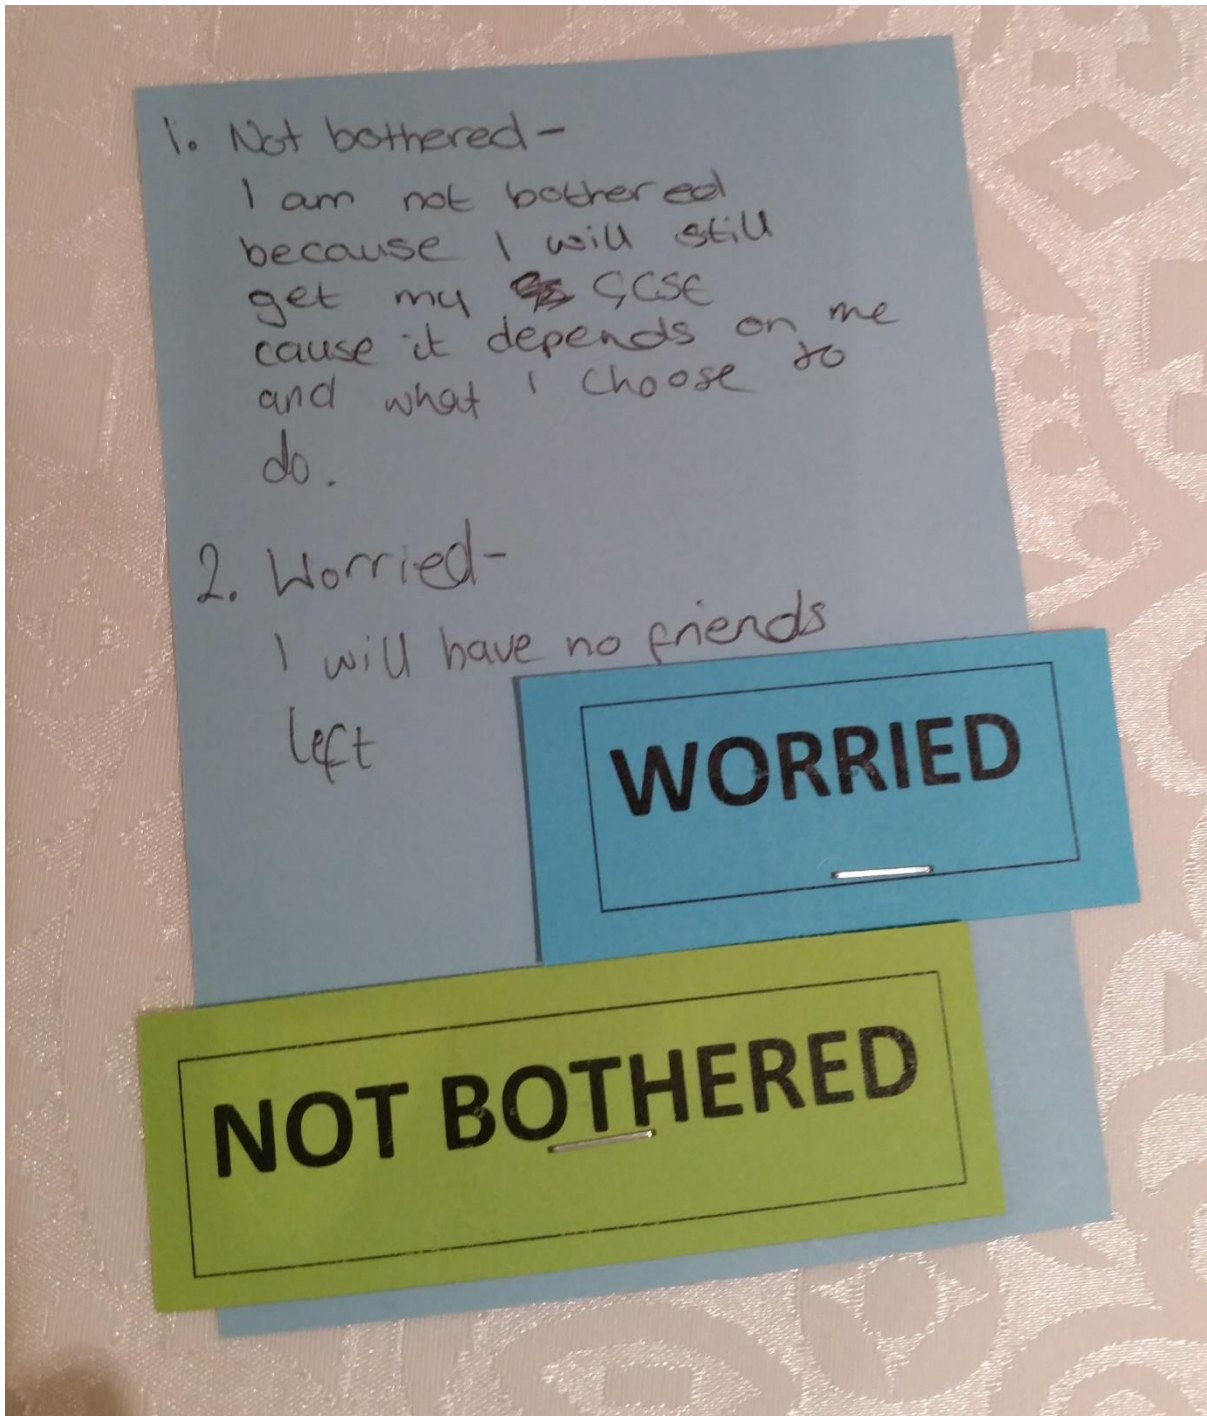 1. Not bothered-
I am not bothered
because I will still
get my GCSE
cause it depends on me
and what I choose to
do.
2. Worried-
I will have no friends
left
WORRIED
NOT BOTHERED